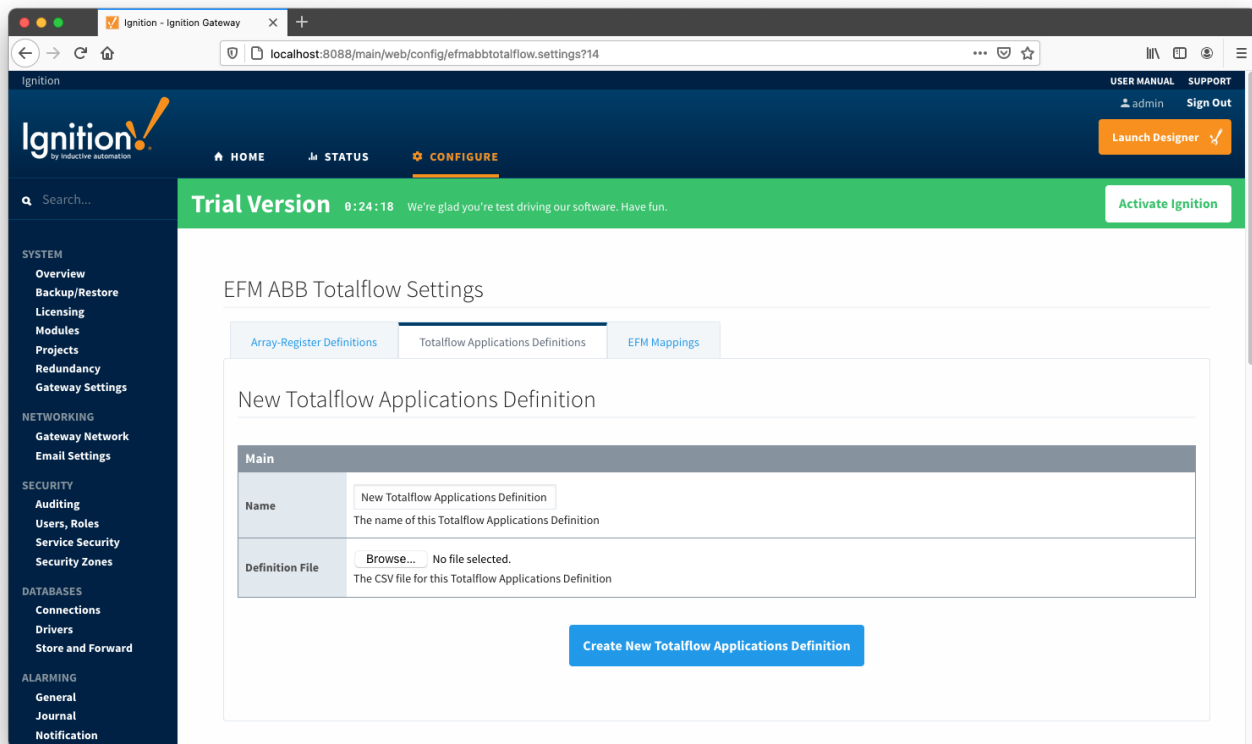 Ignition - Ignition Gateway
localhost:8088/main/web/config/efmabbtotalflow.settings?14
Ignition
USER MANUAL SUPPORT
admin Sign Out
Ignition!
by inductive automation
HOME STATUS CONFIGURE
Launch Designer
Search...
Trial Version 0:24:18 We're glad you're test driving our software. Have fun.
Activate Ignition
SYSTEM
Overview
Backup/Restore
Licensing
Modules
Projects
Redundancy
Gateway Settings
NETWORKING
Gateway Network
Email Settings
SECURITY
Auditing
Users, Roles
Service Security
Security Zones
DATABASES
Connections
Drivers
Store and Forward
ALARMING
General
Journal
Notification
EFM ABB Totalflow Settings
Array-Register Definitions Totalflow Applications Definitions EFM Mappings
New Totalflow Applications Definition
Main
Name
New Totalflow Applications Definition
The name of this Totalflow Applications Definition
Definition File
Browse... No file selected.
The CSV file for this Totalflow Applications Definition
Create New Totalflow Applications Definition